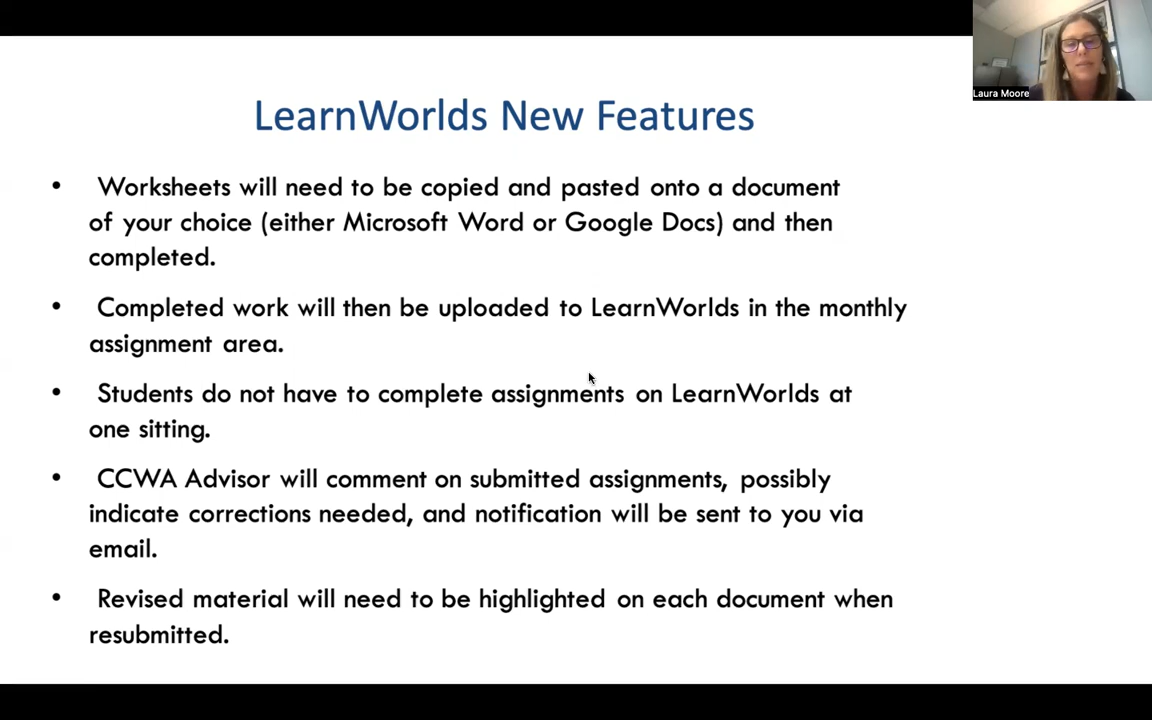 Laura Moore
LearnWorlds New Features
• Worksheets will need to be copied and pasted onto a document
of your choice (either Microsoft Word or Google Docs) and then
completed.
• Completed work will then be uploaded to LearnWorlds in the monthly
assignment area.
• Students do not have to complete assignments on LearnWorlds at
one sitting.
• CCWA Advisor will comment on submitted assignments, possibly
indicate corrections needed, and notification will be sent to you via
email.
• Revised material will need to be highlighted on each document when
resubmitted.